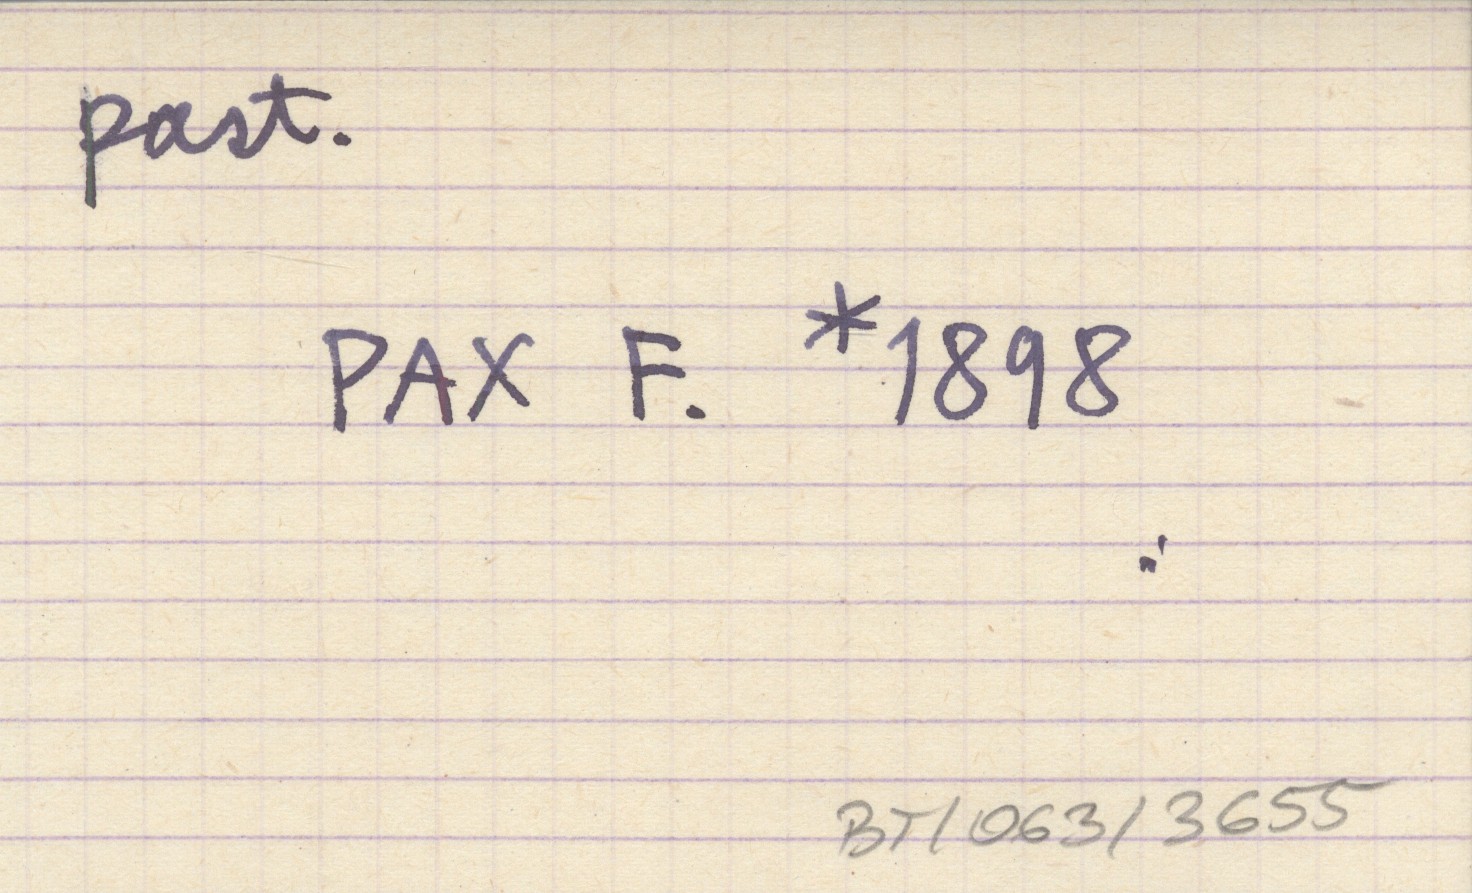 past.
PAX F. *1898
BT/063/3655